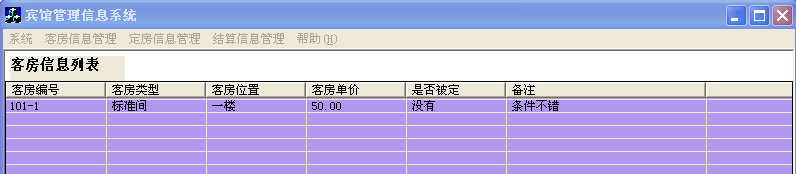 宾馆管理信息系统
系统 客房信息管理 定房信息管理 结算信息管理 帮助(H)
客房信息列表
客房编号 客房类型 客房位置 客房单价 是否被定 备注
101-1 标准间 一楼 50.00 没有 条件不错